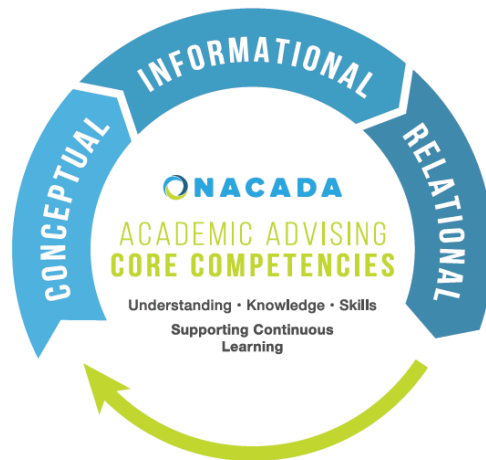 CONCEPTUAL
INFORMATIONAL
RELATIONAL
NACADA
ACADEMIC ADVISING
CORE COMPETENCIES
Understanding • Knowledge • Skills
Supporting Continuous
Learning